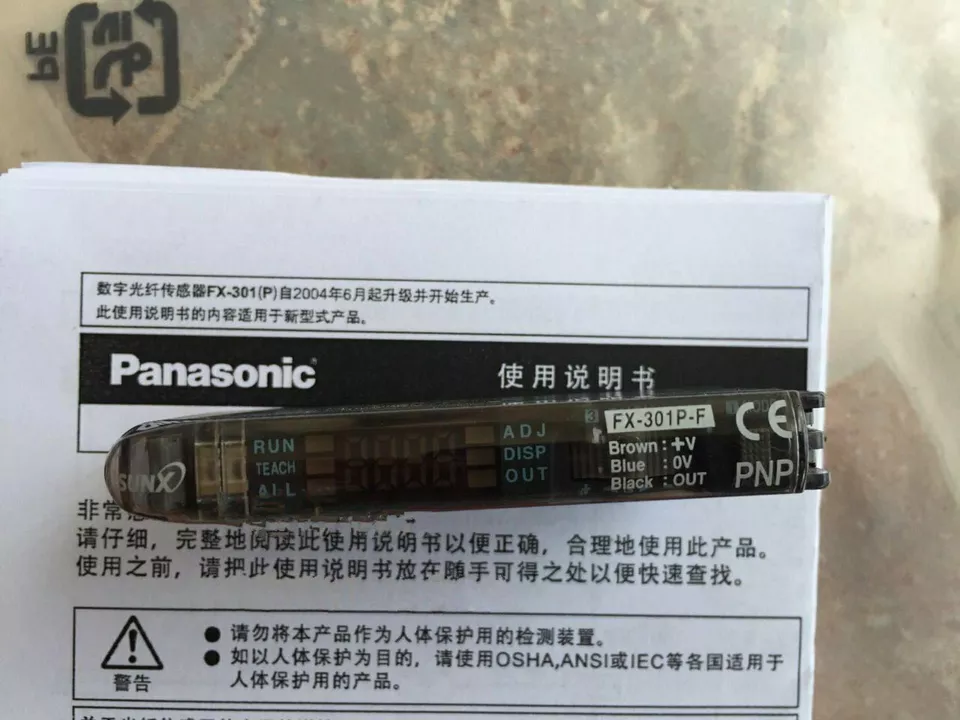 PE
数字光纤传感器FX-301(P)自2004年6月起升级并开始生产。
此使用说明书的内容适用于新型式产品。
Panasonic
使用说明书
SUNX
RUN
TEACH
ALL
ADJ
DISP
OUT
3
FX-301P-F
Brown : +V
Blue : 0V
Black : OUT
CE
PNP
非常感
请仔细，完整地阅读此使用说明书以便正确，合理地使用此产品。
使用之前，请把此使用说明书放在随手可得之处以便快速查找。
警告
● 请勿将本产品作为人体保护用的检测装置。
● 如以人体保护为目的，请使用OSHA,ANSI或IEC等各国适用于
人体保护用的产品。